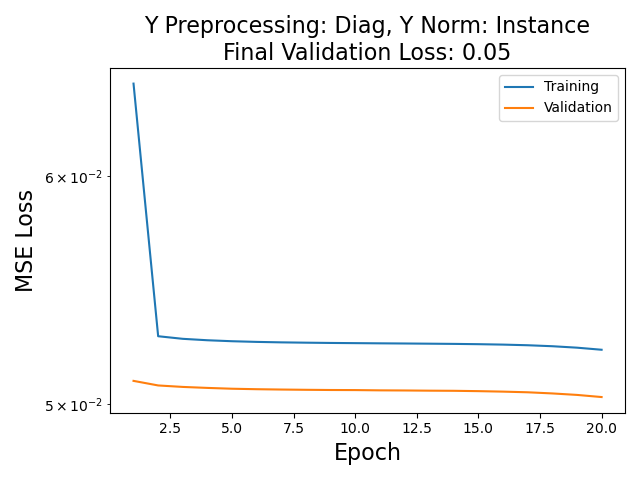 Y Preprocessing: Diag, Y Norm: Instance
Final Validation Loss: 0.05
Training
Validation
6 × 10⁻²
5 × 10⁻²
MSE Loss
2.5 5.0 7.5 10.0 12.5 15.0 17.5 20.0
Epoch